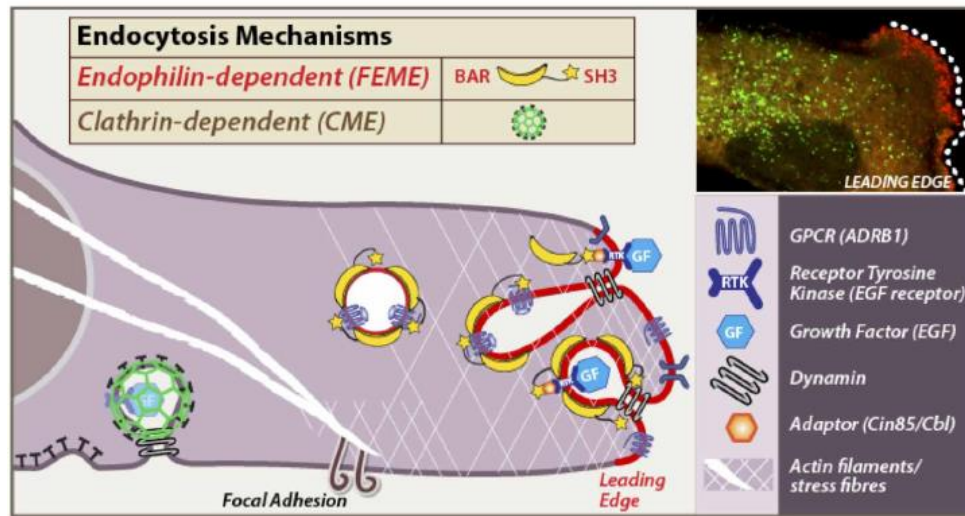 Endocytosis Mechanisms
Endophilin-dependent (FEME)
BAR
SH3
Clathrin-dependent (CME)
LEADING EDGE
GPCR (ADRB1)
RTK
Receptor Tyrosine
Kinase (EGF receptor)
GF
Growth Factor (EGF)
Dynamin
Adaptor (Cin85/Cbl)
Actin filaments/
stress fibres
RTK
GF
RTK
GF
GF
Focal Adhesion
Leading
Edge